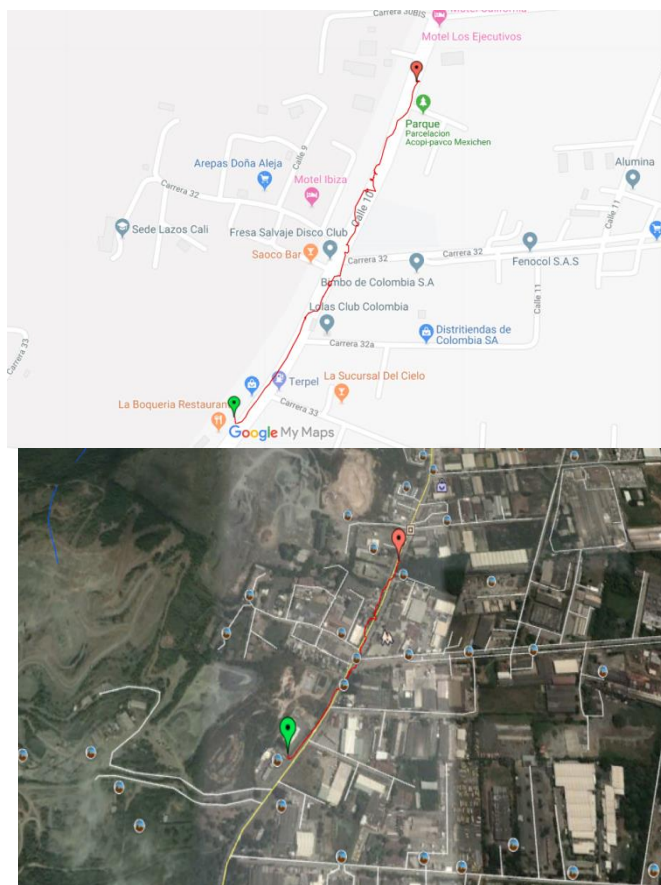 Carrera 30BIS
Motel California
Motel Los Ejecutivos
Parque
Parcelacion
Acopi-pavco Mexichen
Calle 9
Arepas Doña Aleja
Alumina
Motel Ibiza
Carrera 32
Calle 10
Calle 11
Sede Lazos Cali
Fresa Salvaje Disco Club
Carrera 32
Saoco Bar
Carrera 32
Fenocol S.A.S
Bimbo de Colombia S.A
Calle 11
Lolas Club Colombia
Distritiendas de
Colombia SA
Carrera 33
Carrera 32a
Terpel
La Sucursal Del Cielo
La Boqueria Restauran
Carrera 33
Google My Maps